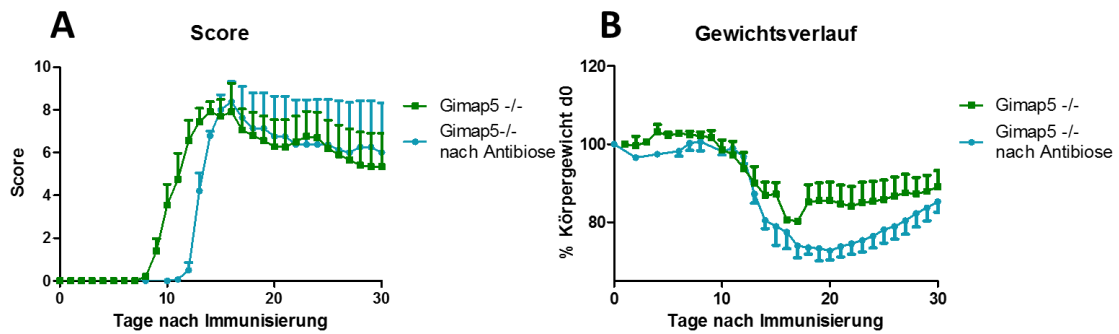 A
Score
Score
10
8
6
4
2
0
0
10
20
30
Tage nach Immunisierung
Gimap5 -/-
Gimap5-/-
nach Antibiose
B
Gewichtsverlauf
% Körpergewicht d0
120
100
80
0
10
20
30
Tage nach Immunisierung
Gimap5 -/-
Gimap5 -/-
nach Antibiose